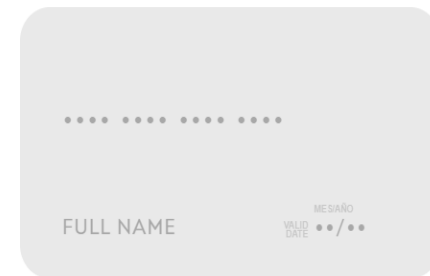 •••• •••• •••• ••••
MES/AÑO
FULL NAME
VALID
DATE
••/••